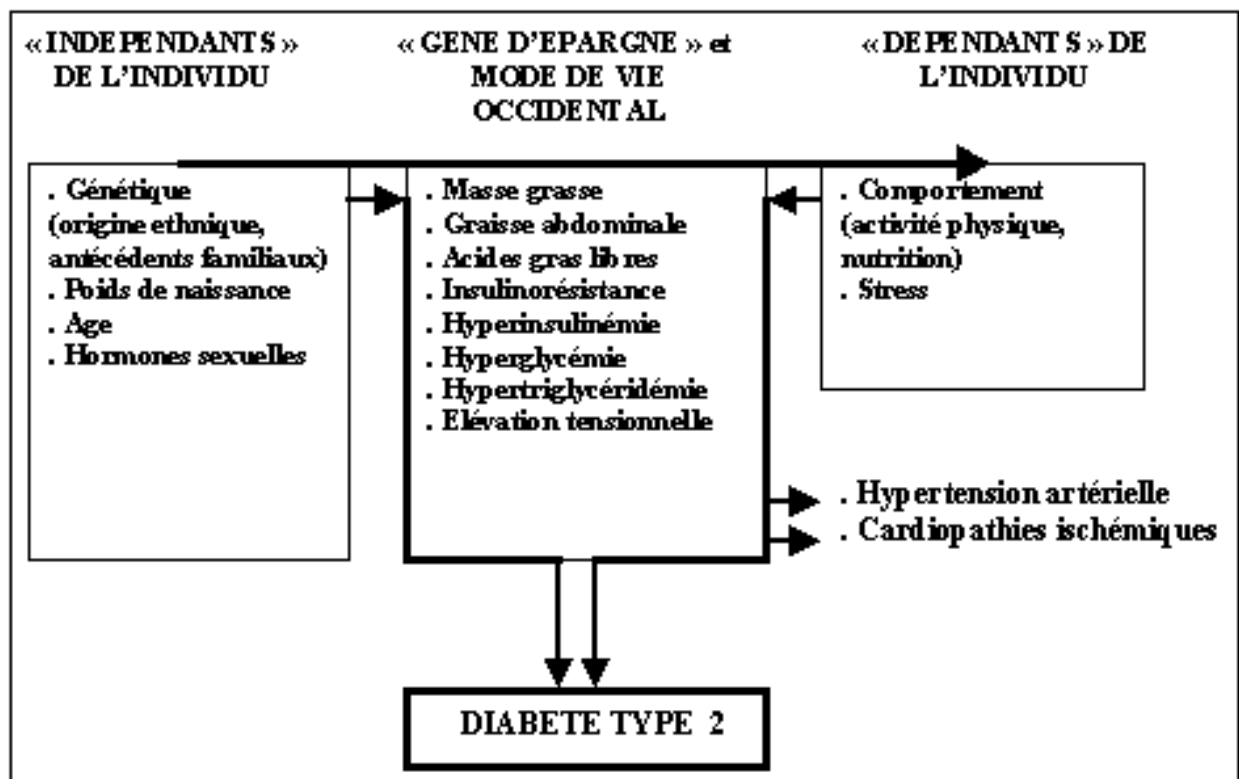 « INDEPENDANTS »
DE L'INDIVIDU
« GENE D'EPARGNE » et
MODE DE VIE
OCCIDENTAL
« DEPENDANTS » DE
L'INDIVIDU
. Génétique
(origine ethnique,
antécédents familiaux)
. Poids de naissance
. Age
. Hormones sexuelles
. Masse grasse
. Graisse abdominale
. Acides gras libres
. Insulinorésistance
. Hyperinsulinémie
. Hyperglycémie
. Hypertriglycéridémie
. Elévation tensionnelle
. Comportement
(activité physique,
nutrition)
. Stress
. Hypertension artérielle
. Cardiopathies ischémiques
DIABETE TYPE 2